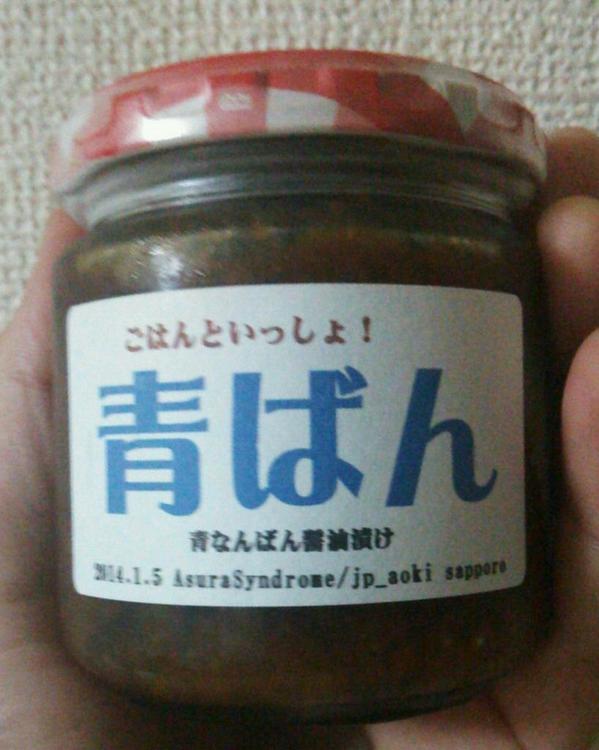 ごはんといっしょ！
青ばん
青なんばん醤油漬け
2014.1.5 AsuraSyndrome/jp_aoki sapporo